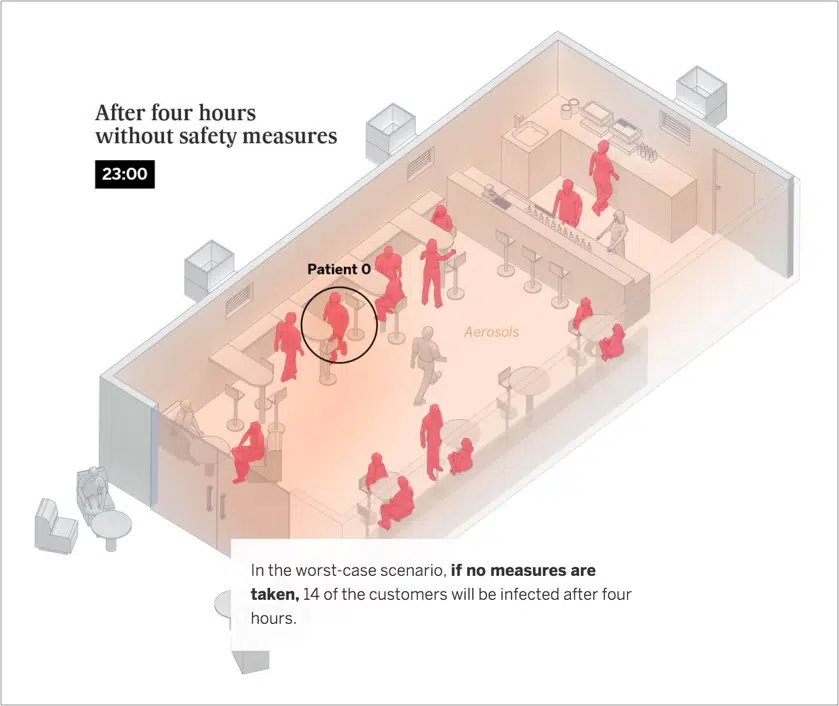 After four hours
without safety measures
23:00
Patient 0
Aerosols
In the worst-case scenario, if no measures are
taken, 14 of the customers will be infected after four
hours.